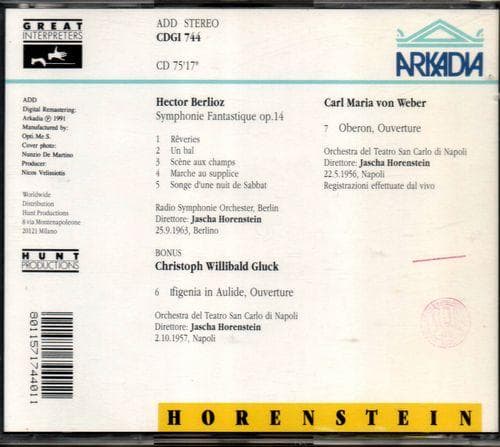 GREAT
INTERPRETERS
ADD STEREO
CDGI 744
CD 75'17"
ARKADIA
ADD
Digital Remastering:
Arkadia Ⓟ 1991
Manufactured by:
Opti.Me.S.
Cover photo:
Nunzio De Martino
Producer:
Nicos Velissiotis
Worldwide
Distribution
Hunt Productions
8 via Montenapoleone
20121 Milano
HUNT
PRODUCTIONS
8011571744011
Hector Berlioz
Symphonie Fantastique op.14
1 Rêveries
2 Un bal
3 Scène aux champs
4 Marche au supplice
5 Songe d'une nuit de Sabbat
Radio Symphonie Orchester, Berlin
Direttore: Jascha Horenstein
25.9.1963, Berlino
BONUS
Christoph Willibald Gluck
6 Ifigenia in Aulide, Ouverture
Orchestra del Teatro San Carlo di Napoli
Direttore: Jascha Horenstein
2.10.1957, Napoli
Carl Maria von Weber
7 Oberon, Ouverture
Orchestra del Teatro San Carlo di Napoli
Direttore: Jascha Horenstein
22.5.1956, Napoli
Registrazioni effettuate dal vivo
HORENSTEIN